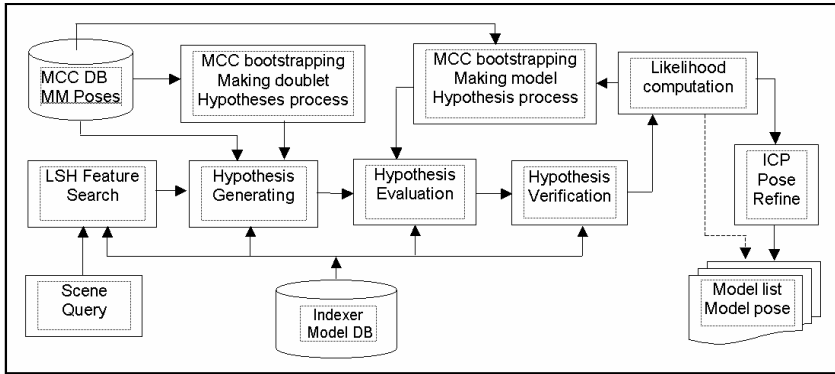 MCC DB
MM Poses
MCC bootstrapping
Making doublet
Hypotheses process
MCC bootstrapping
Making model
Hypothesis process
Likelihood
computation
LSH Feature
Search
Hypothesis
Generating
Hypothesis
Evaluation
Hypothesis
Verification
ICP
Pose
Refine
Scene
Query
Indexer
Model DB
Model list
Model pose